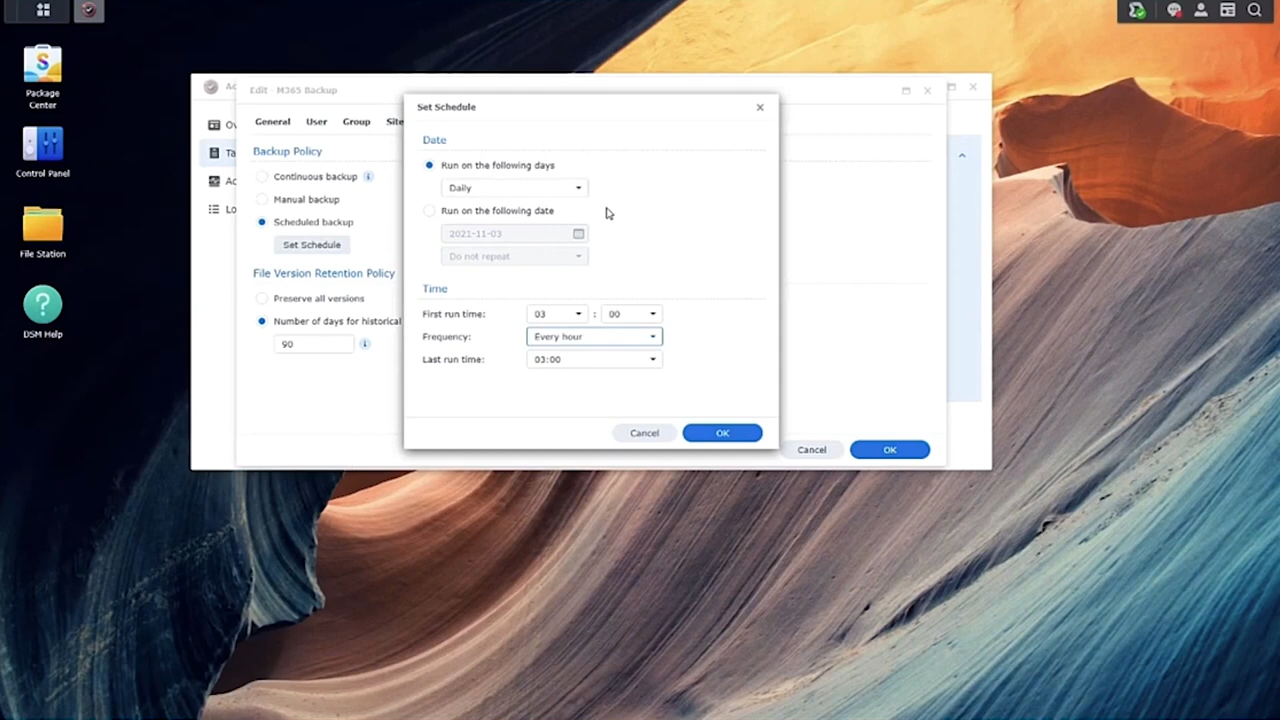 Package
Center
Control Panel
File Station
DSM Help
Edit - M365 Backup
General User Group Site
Backup Policy
Continuous backup
Manual backup
Scheduled backup
Set Schedule
File Version Retention Policy
Preserve all versions
Number of days for historical
90
Set Schedule
Date
Run on the following days
Daily
Run on the following date
2021-11-03
Do not repeat
Time
First run time: 03 : 00
Frequency: Every hour
Last run time: 03:00
Cancel OK
Cancel OK